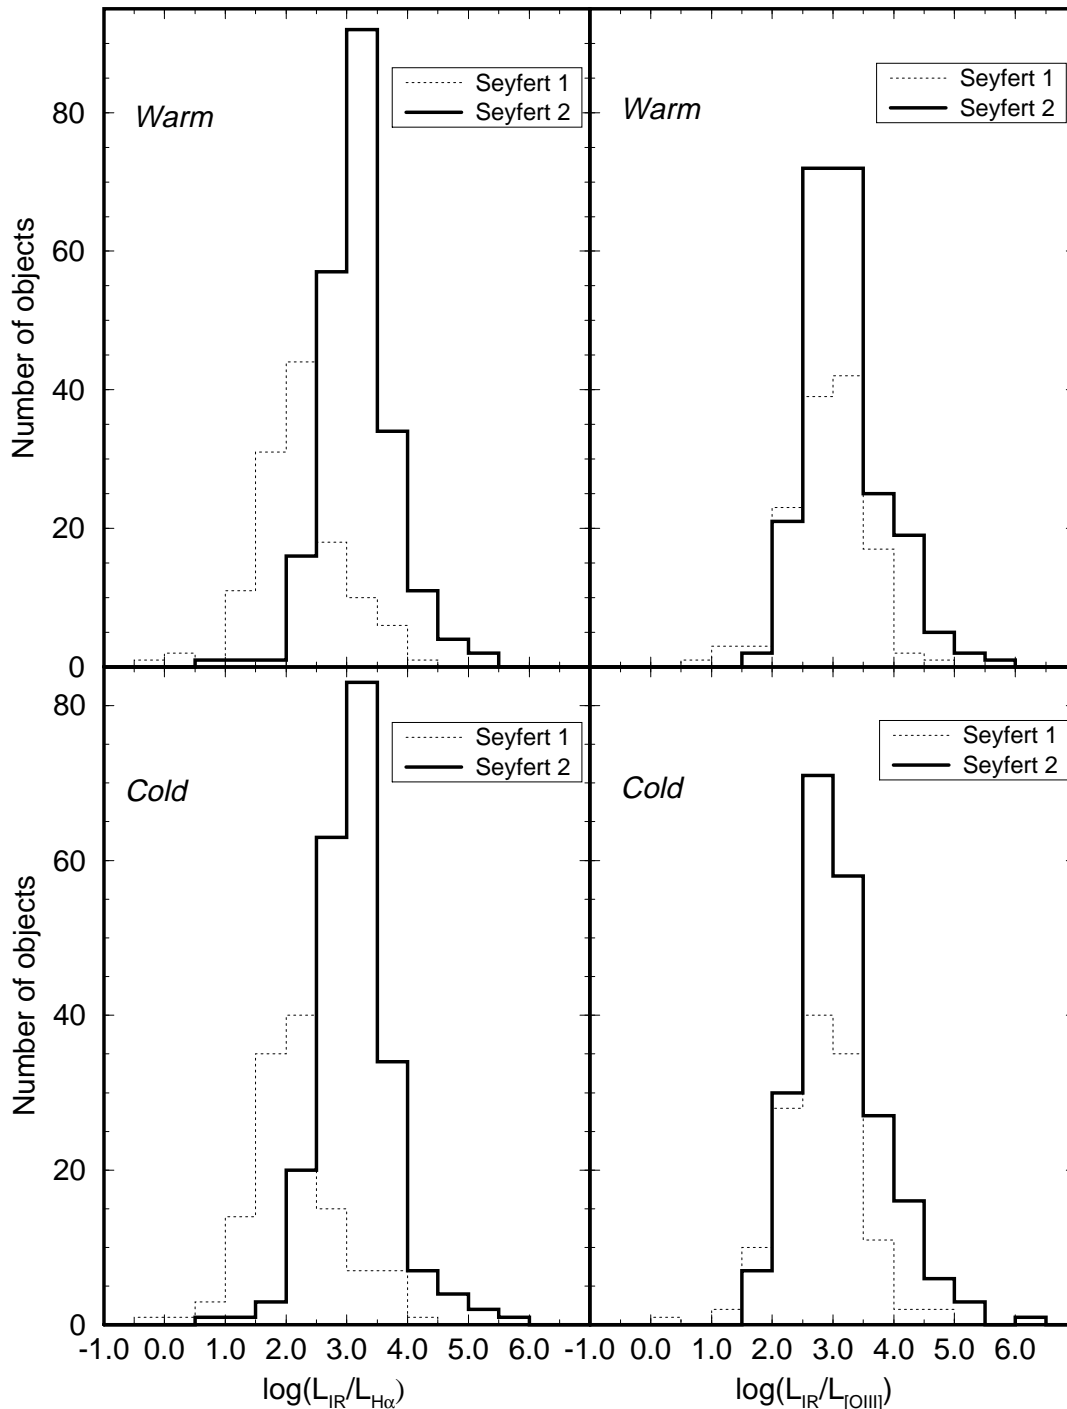 Warm
Seyfert 1
Seyfert 2
Number of objects
80
60
40
20
0
Warm
Seyfert 1
Seyfert 2
Cold
Seyfert 1
Seyfert 2
Number of objects
80
60
40
20
0
-1.0 0.0 1.0 2.0 3.0 4.0 5.0 6.0
log(L_IR/L_Hα)
Cold
Seyfert 1
Seyfert 2
-1.0 0.0 1.0 2.0 3.0 4.0 5.0 6.0
log(L_IR/L_[OIII])